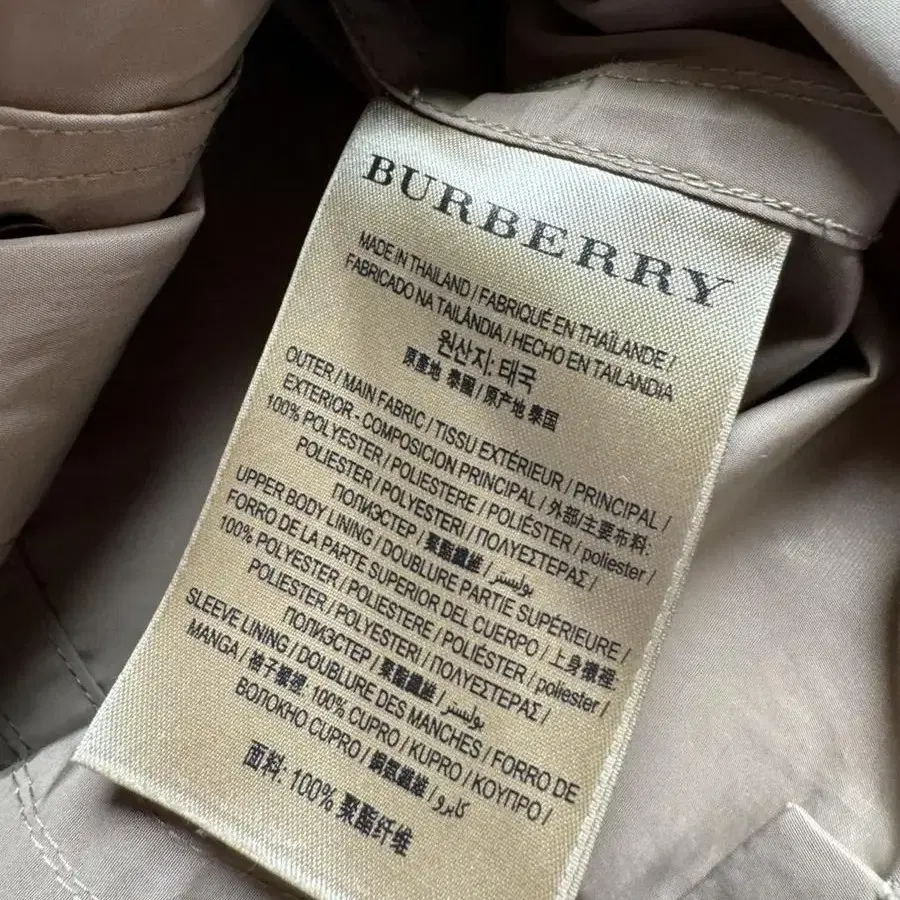 BURBERRY
MADE IN THAILAND / FABRIQUÉ EN THAÏLANDE /
FABRICADO NA TAILÂNDIA / HECHO EN TAILANDIA
원산지: 태국
原產地 泰國 / 原产地 泰国
OUTER / MAIN FABRIC / TISSU EXTÉRIEUR / PRINCIPAL /
EXTERIOR - COMPOSICION PRINCIPAL / 外部/主要布料:
100% POLYESTER / POLIESTERE / POLIÉSTER / poliester /
POLIESTER / POLYESTERI / ΠΟΛΥΕΣΤΕΡΑΣ /
ПОЛИЭСТЕР / 聚酯纖維 / بوليستر
UPPER BODY LINING / DOUBLURE PARTIE SUPÉRIEURE /
FORRO DE LA PARTE SUPERIOR DEL CUERPO / 上身襯裡:
100% POLYESTER / POLIESTERE / POLIÉSTER / poliester /
POLIESTER / POLYESTERI / ΠΟΛΥΕΣΤΕΡΑΣ /
ПОЛИЭСТЕР / 聚酯纖維 / بوليستر
SLEEVE LINING / DOUBLURE DES MANCHES / FORRO DE
MANGA / 袖子襯裡: 100% CUPRO / KUPRO / ΚΟΥΠΡΟ /
ВОЛОКНО CUPRO / 銅氨纖維 / كابرو
面料: 100% 聚酯纤维